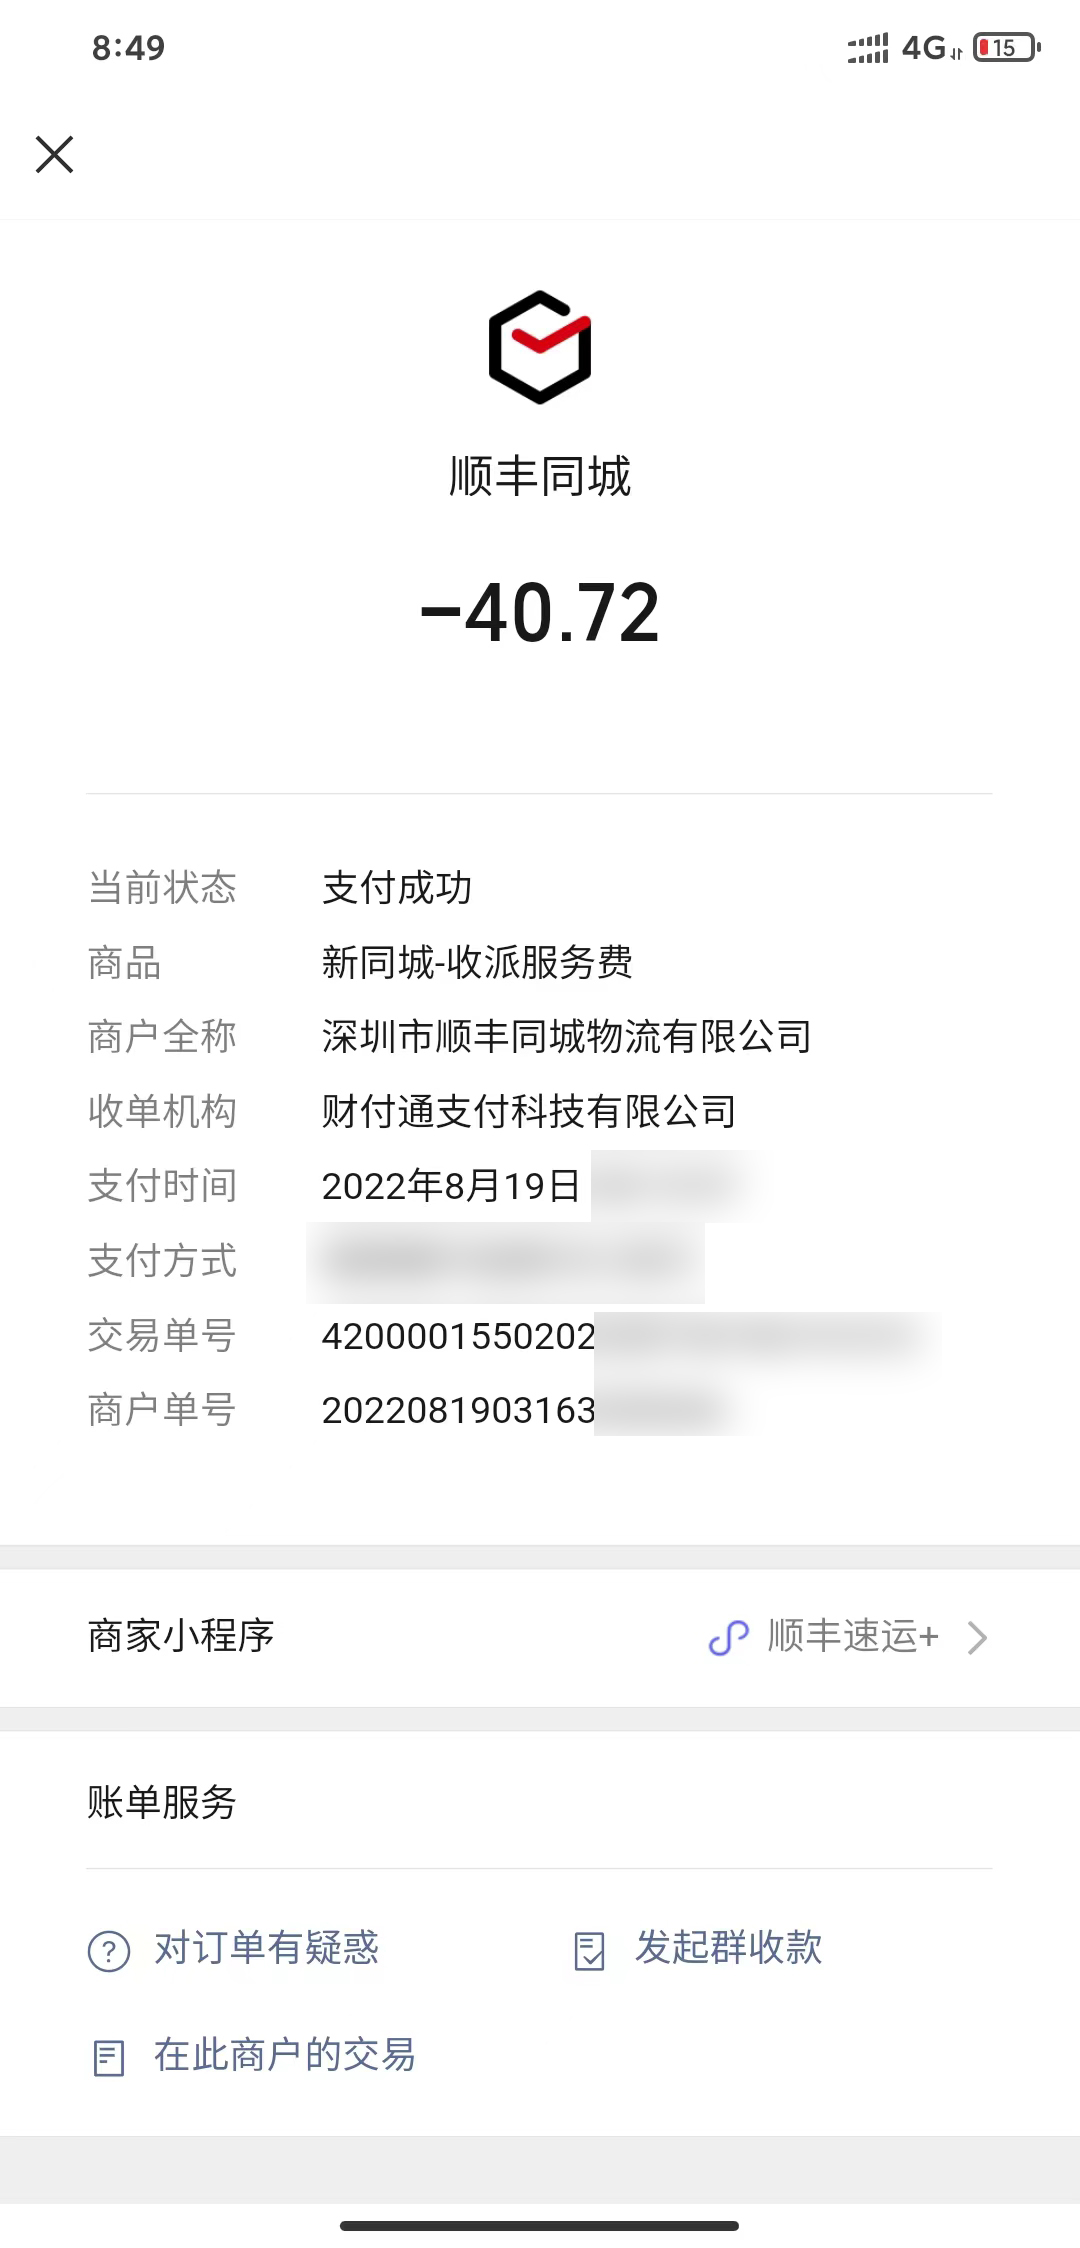 8:49
4G 15
顺丰同城
-40.72
当前状态 支付成功
商品 新同城-收派服务费
商户全称 深圳市顺丰同城物流有限公司
收单机构 财付通支付科技有限公司
支付时间 2022年8月19日
支付方式
交易单号 4200001550202
商户单号 2022081903163
商家小程序 顺丰速运+
账单服务
对订单有疑惑 发起群收款
在此商户的交易